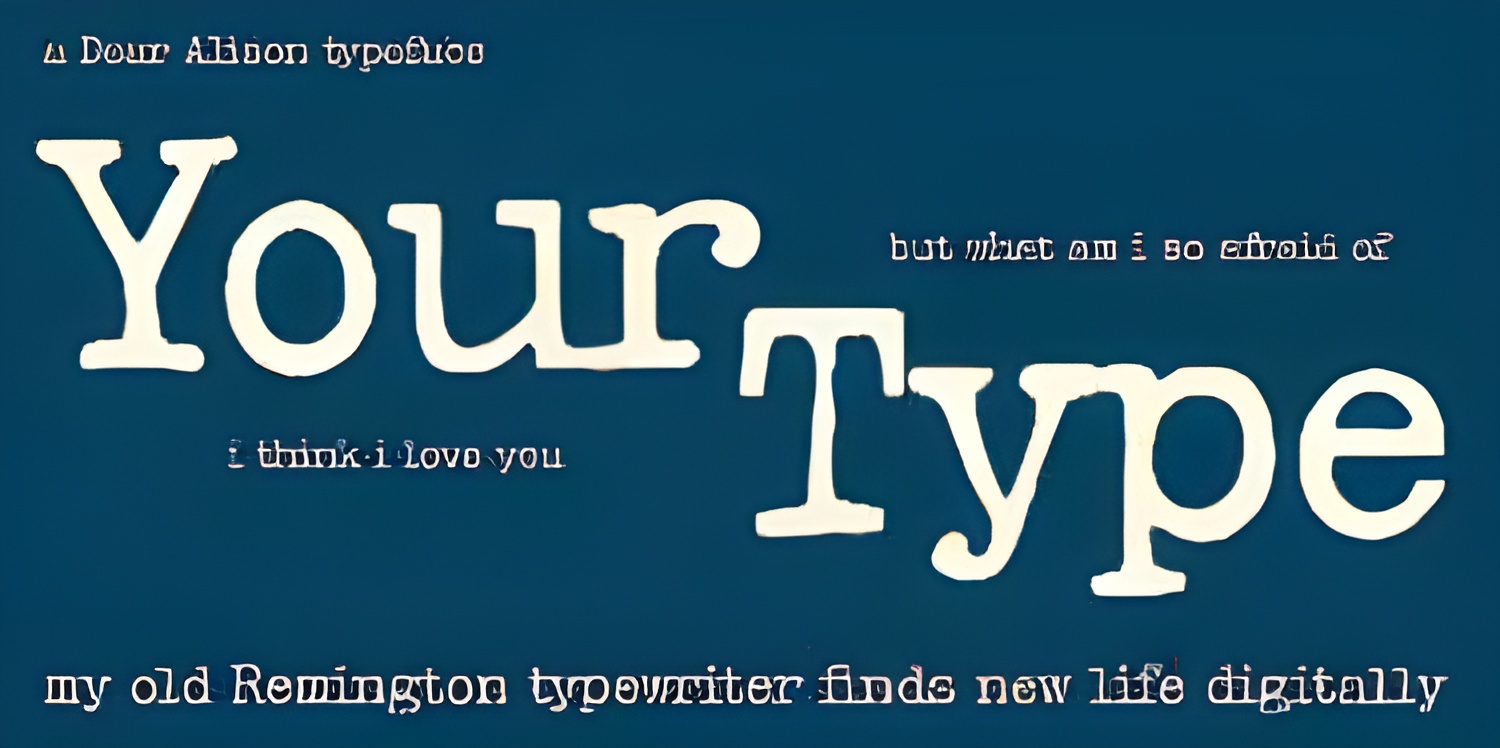 a Dear Alison typeface
Your
but what am i so afraid of?
Type
i think i love you
my old Remington typewriter finds new life digitally